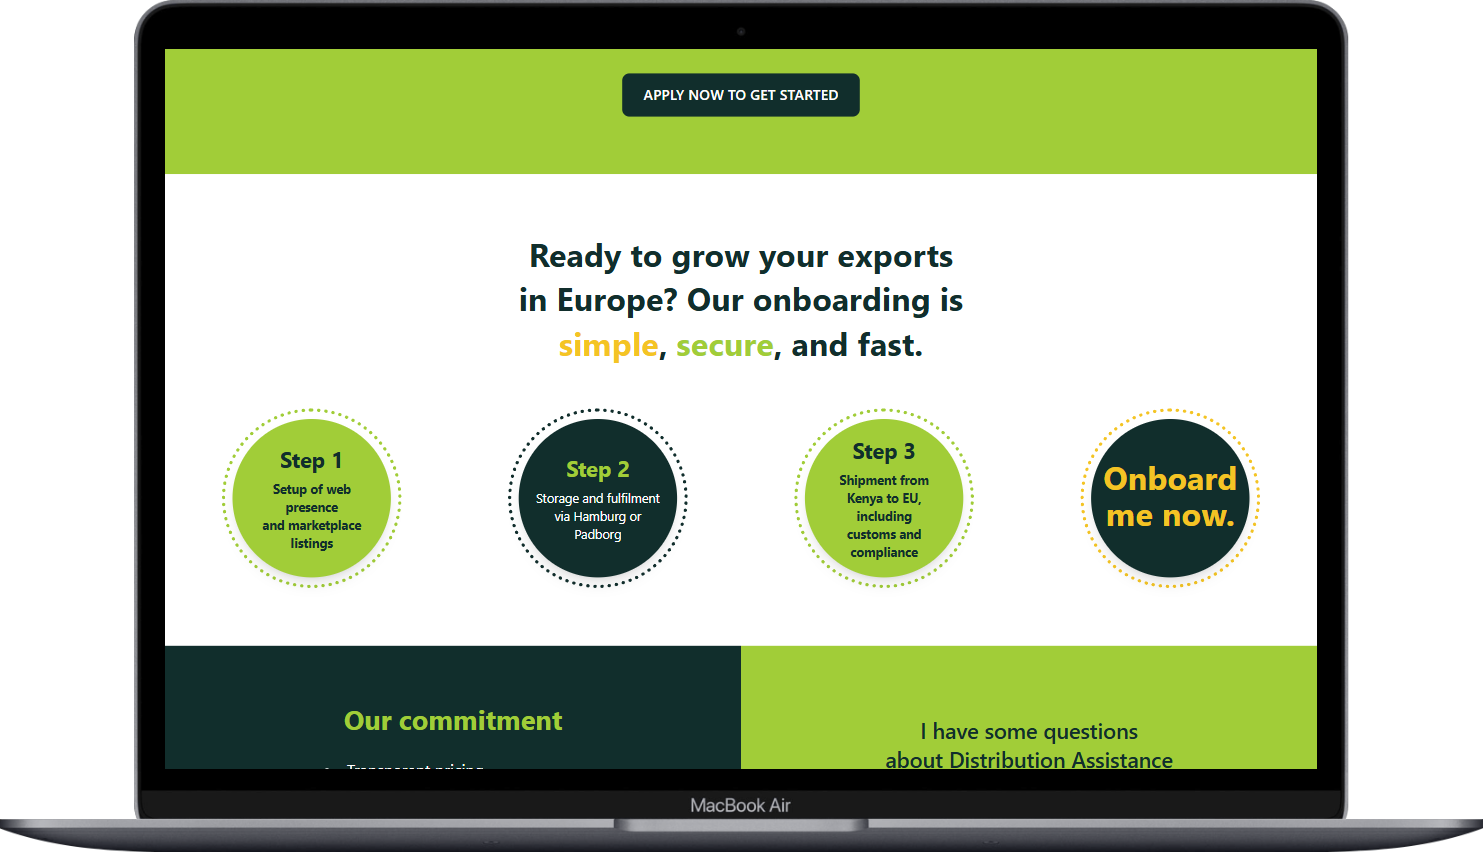 APPLY NOW TO GET STARTED
Ready to grow your exports
in Europe? Our onboarding is
simple, secure, and fast.
Step 1
Setup of web
presence
and marketplace
listings
Step 2
Storage and fulfilment
via Hamburg or
Padborg
Step 3
Shipment from
Kenya to EU,
including
customs and
compliance
Onboard
me now.
Our commitment
Transparent pricing
I have some questions
about Distribution Assistance
MacBook Air